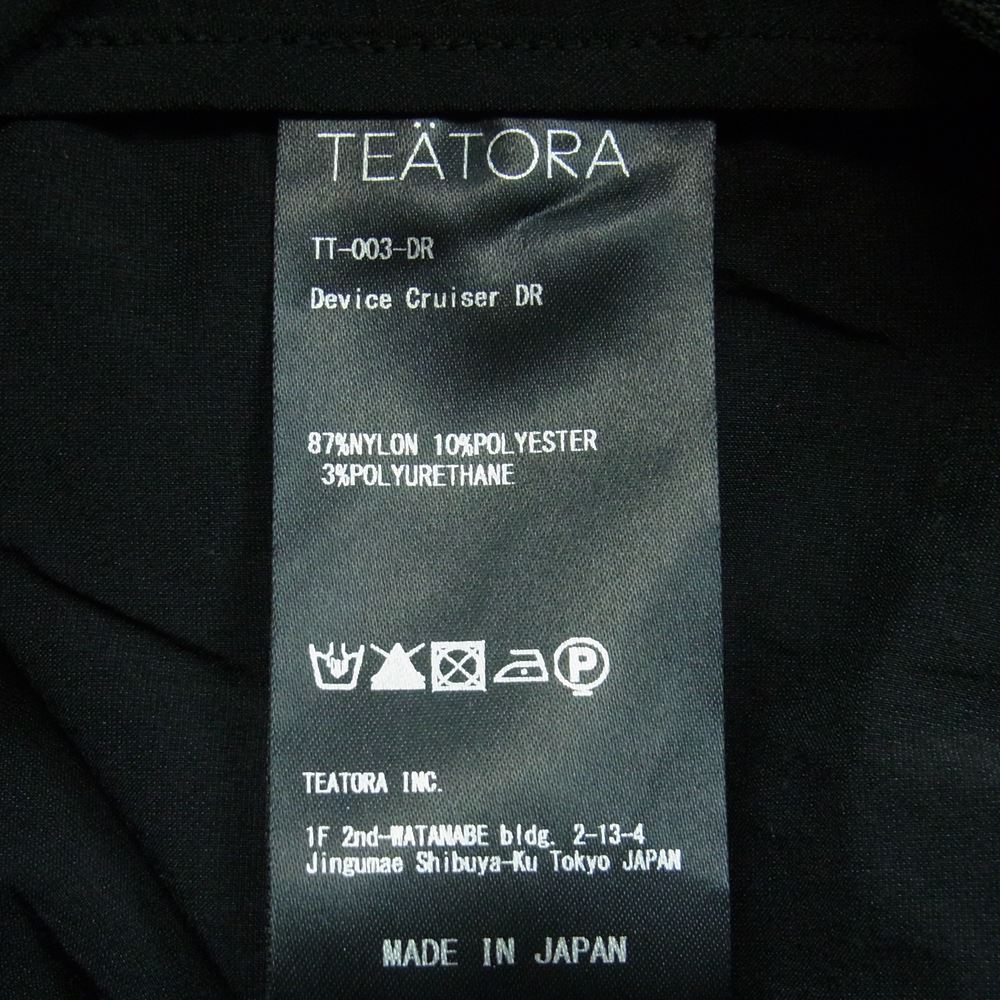 TEÄTORA
TT-003-DR
Device Cruiser DR
87%NYLON 10%POLYESTER
3%POLYURETHANE
P
TEATORA INC.
1F 2nd-WATANABE bldg. 2-13-4
Jingumae Shibuya-Ku Tokyo JAPAN
MADE IN JAPAN